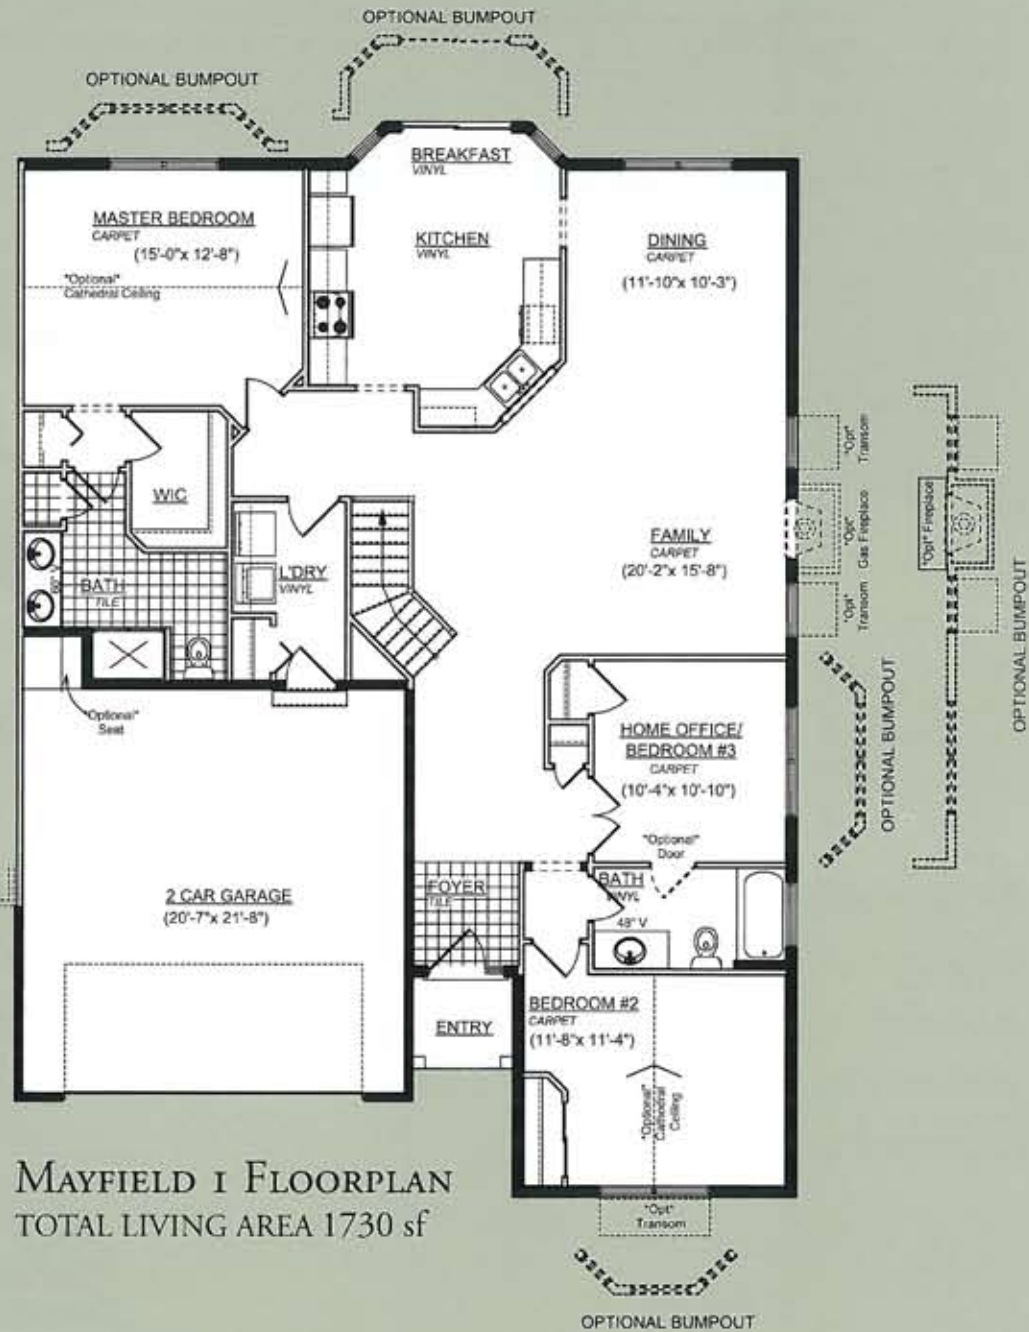 OPTIONAL BUMPOUT
OPTIONAL BUMPOUT
BREAKFAST
VINYL
MASTER BEDROOM
CARPET
(15'-0"x 12'-8")
"Optional"
Cathedral Ceiling
KITCHEN
VINYL
DINING
CARPET
(11'-10"x 10'-3")
"Opt"
Transom
WIC
"Opt"
Gas Fireplace
"Opt" Fireplace
FAMILY
CARPET
(20'-2"x 15'-8")
L'DRY
VINYL
BATH
TILE
60" V
"Opt"
Transom
OPTIONAL BUMPOUT
"Optional"
Seat
HOME OFFICE/
BEDROOM #3
CARPET
(10'-4"x 10'-10")
OPTIONAL BUMPOUT
"Optional"
Door
2 CAR GARAGE
(20'-7"x 21'-8")
FOYER
TILE
BATH
VINYL
48" V
ENTRY
BEDROOM #2
CARPET
(11'-8"x 11'-4")
"Optional"
Cathedral
Ceiling
MAYFIELD I FLOORPLAN
TOTAL LIVING AREA 1730 sf
"Opt"
Transom
OPTIONAL BUMPOUT